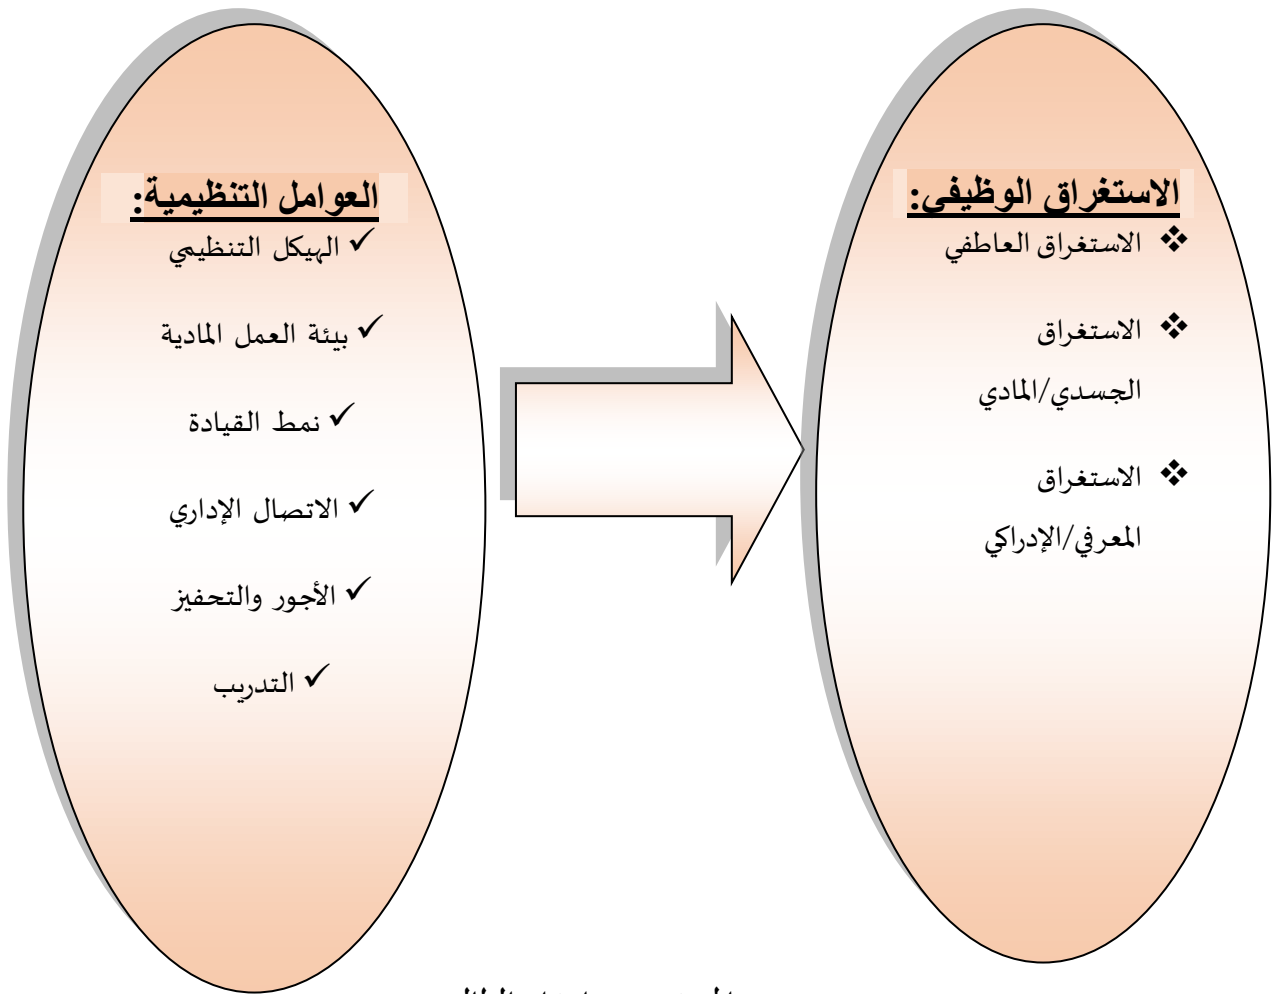 الاستغراق الوظيفي:
❖ الاستغراق العاطفي
❖ الاستغراق
الجسدي/المادي
❖ الاستغراق
المعرفي/الإدراكي
العوامل التنظيمية:
✓ الهيكل التنظيمي
✓ بيئة العمل المادية
✓ نمط القيادة
✓ الاتصال الإداري
✓ الأجور والتحفيز
✓ التدريب